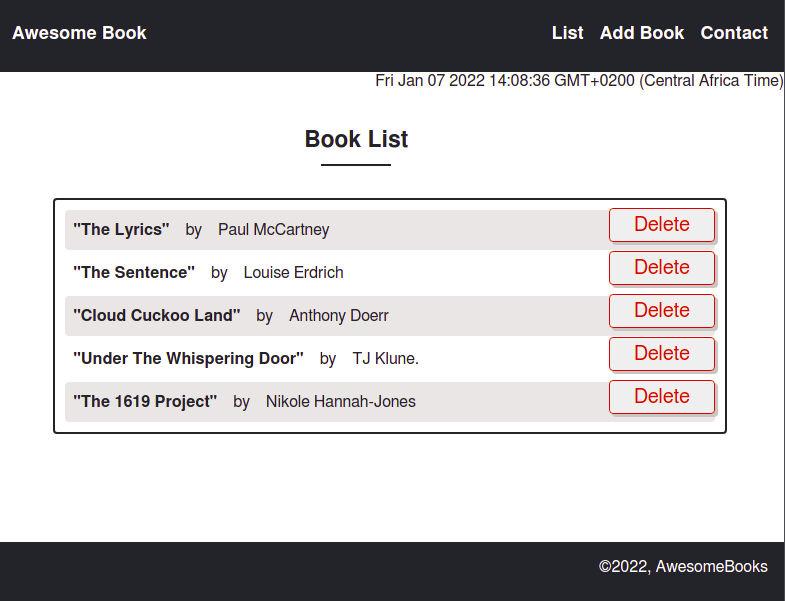 Awesome Book List Add Book Contact
Fri Jan 07 2022 14:08:36 GMT+0200 (Central Africa Time)
Book List
"The Lyrics" by Paul McCartney Delete
"The Sentence" by Louise Erdrich Delete
"Cloud Cuckoo Land" by Anthony Doerr Delete
"Under The Whispering Door" by TJ Klune. Delete
"The 1619 Project" by Nikole Hannah-Jones Delete
©2022, AwesomeBooks